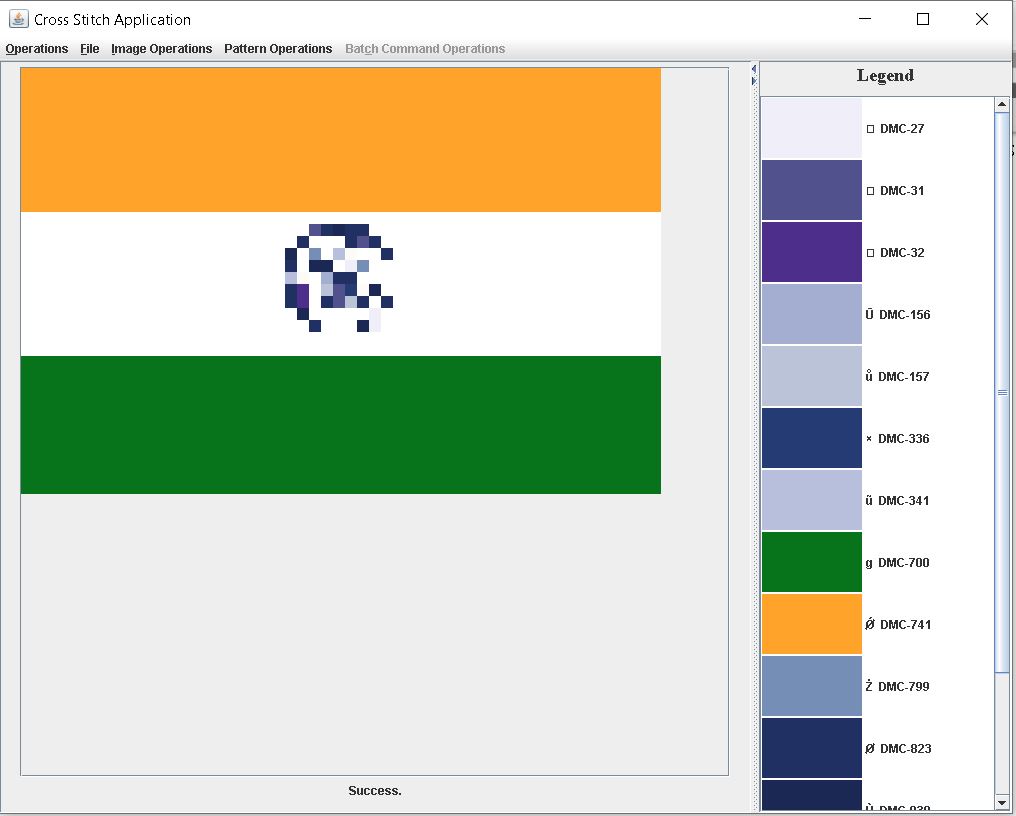 Cross Stitch Application
Operations File Image Operations Pattern Operations Batch Command Operations
Legend
□ DMC-27
□ DMC-31
□ DMC-32
Ü DMC-156
å DMC-157
× DMC-336
ü DMC-341
g DMC-700
Ǿ DMC-741
Ż DMC-799
Ø DMC-823
Success.